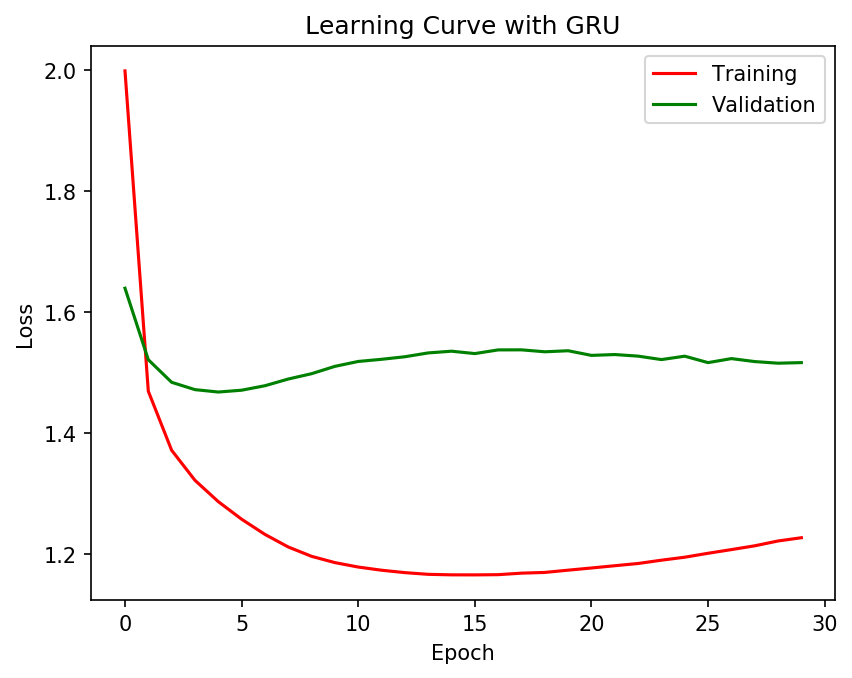 Learning Curve with GRU
Training
Validation
2.0
1.8
1.6
1.4
1.2
Loss
0 5 10 15 20 25 30
Epoch